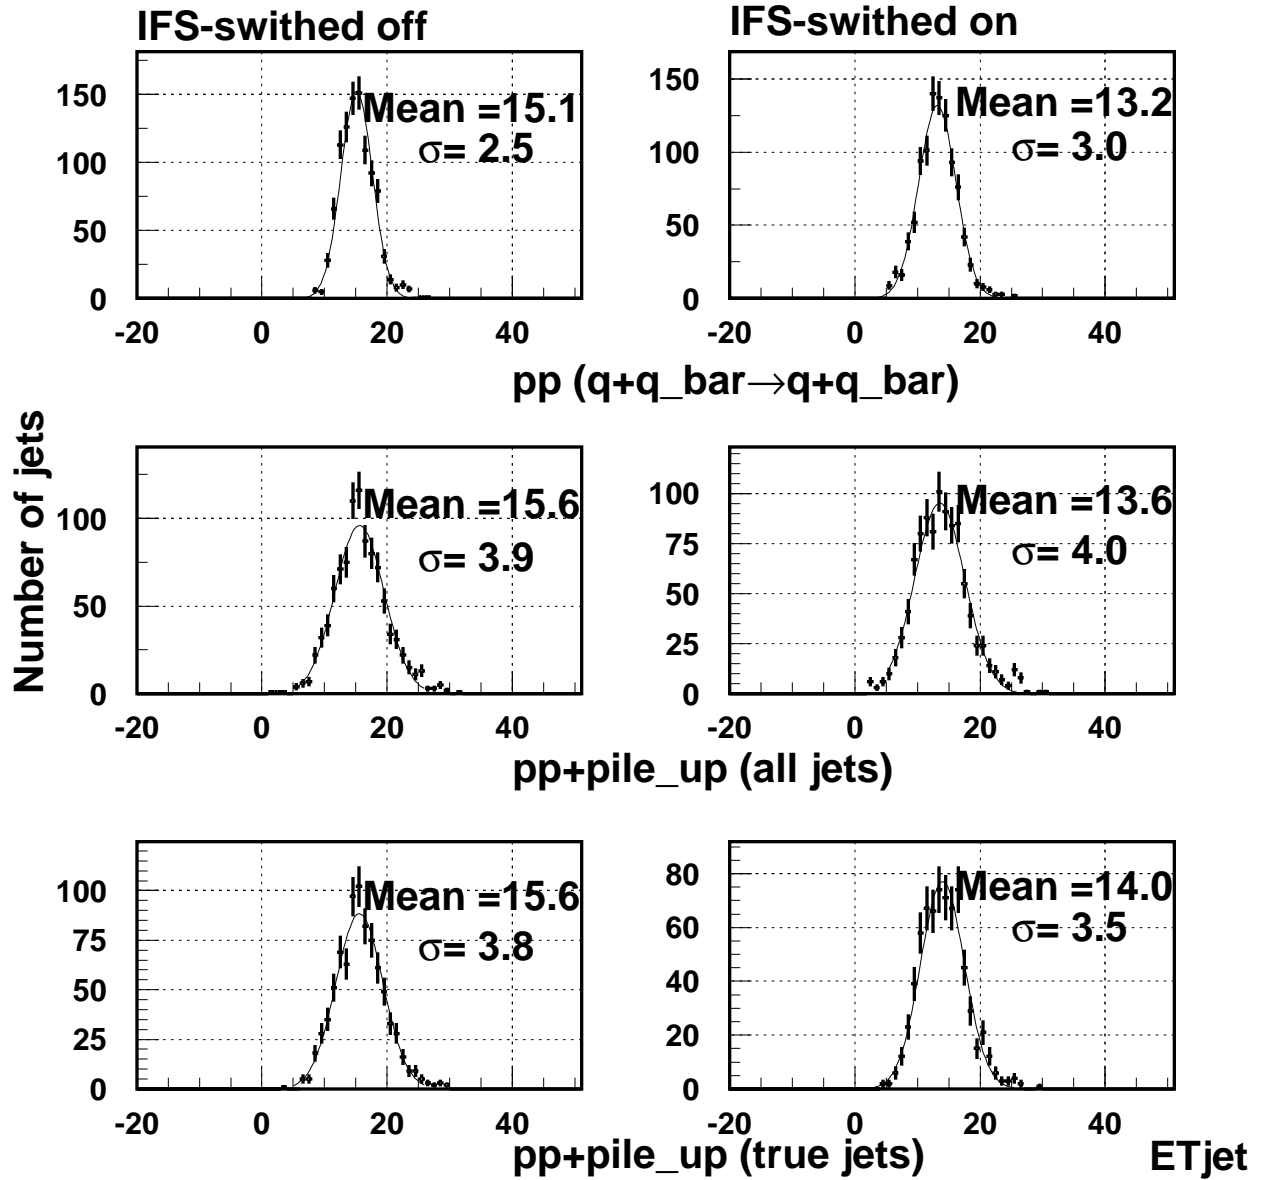 IFS-swithed off
IFS-swithed on
150
100
50
0
Mean =15.1
σ= 2.5
-20 0 20 40
150
100
50
0
Mean =13.2
σ= 3.0
-20 0 20 40
pp (q+q_bar→q+q_bar)
Number of jets
100
50
0
Mean =15.6
σ= 3.9
-20 0 20 40
100
75
50
25
0
Mean =13.6
σ= 4.0
-20 0 20 40
pp+pile_up (all jets)
100
75
50
25
0
Mean =15.6
σ= 3.8
-20 0 20 40
80
60
40
20
0
Mean =14.0
σ= 3.5
-20 0 20 40
pp+pile_up (true jets)
ETjet